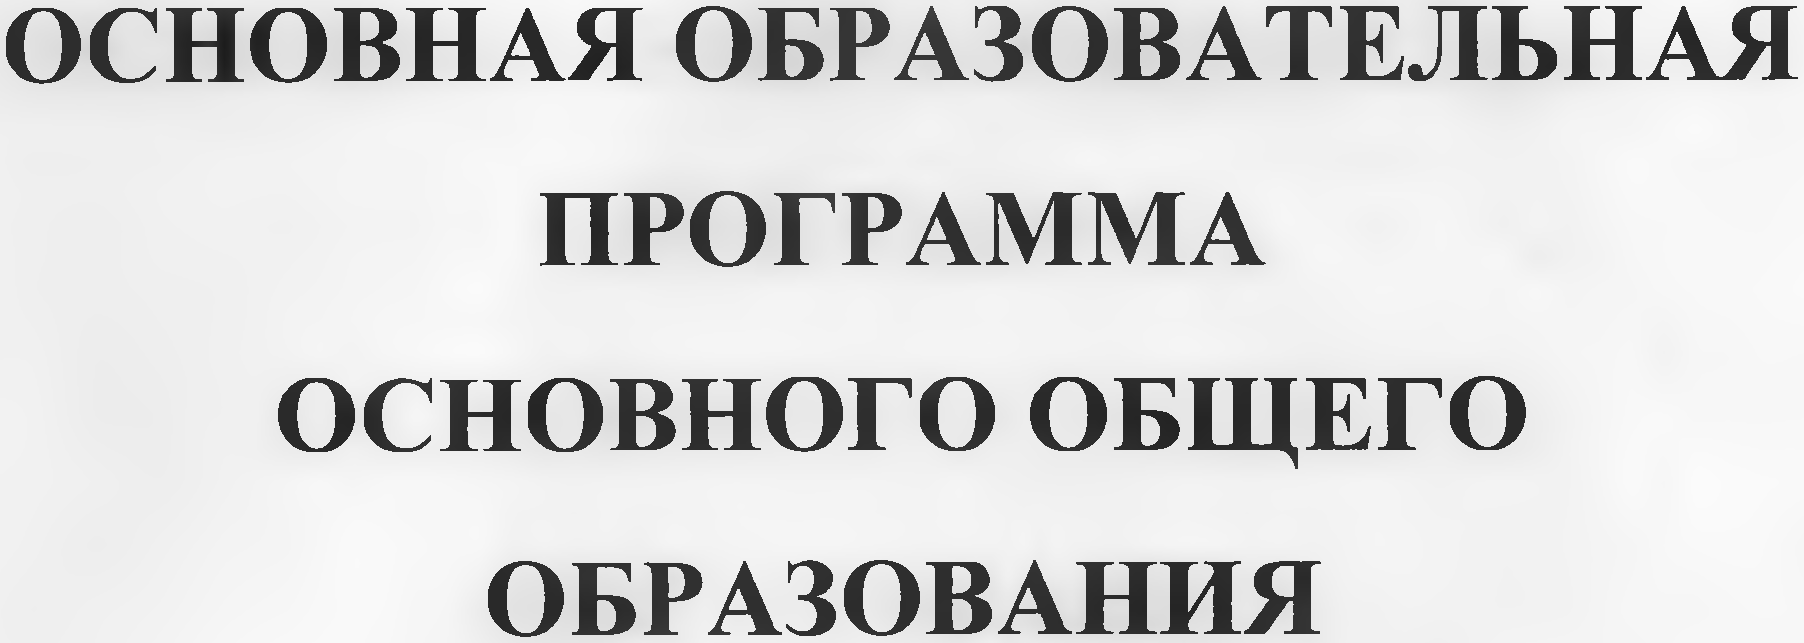 ОСНОВНАЯ ОБРАЗОВАТЕЛЬНАЯ
ПРОГРАММА
ОСНОВНОГО ОБЩЕГО
ОБРАЗОВАНИЯ